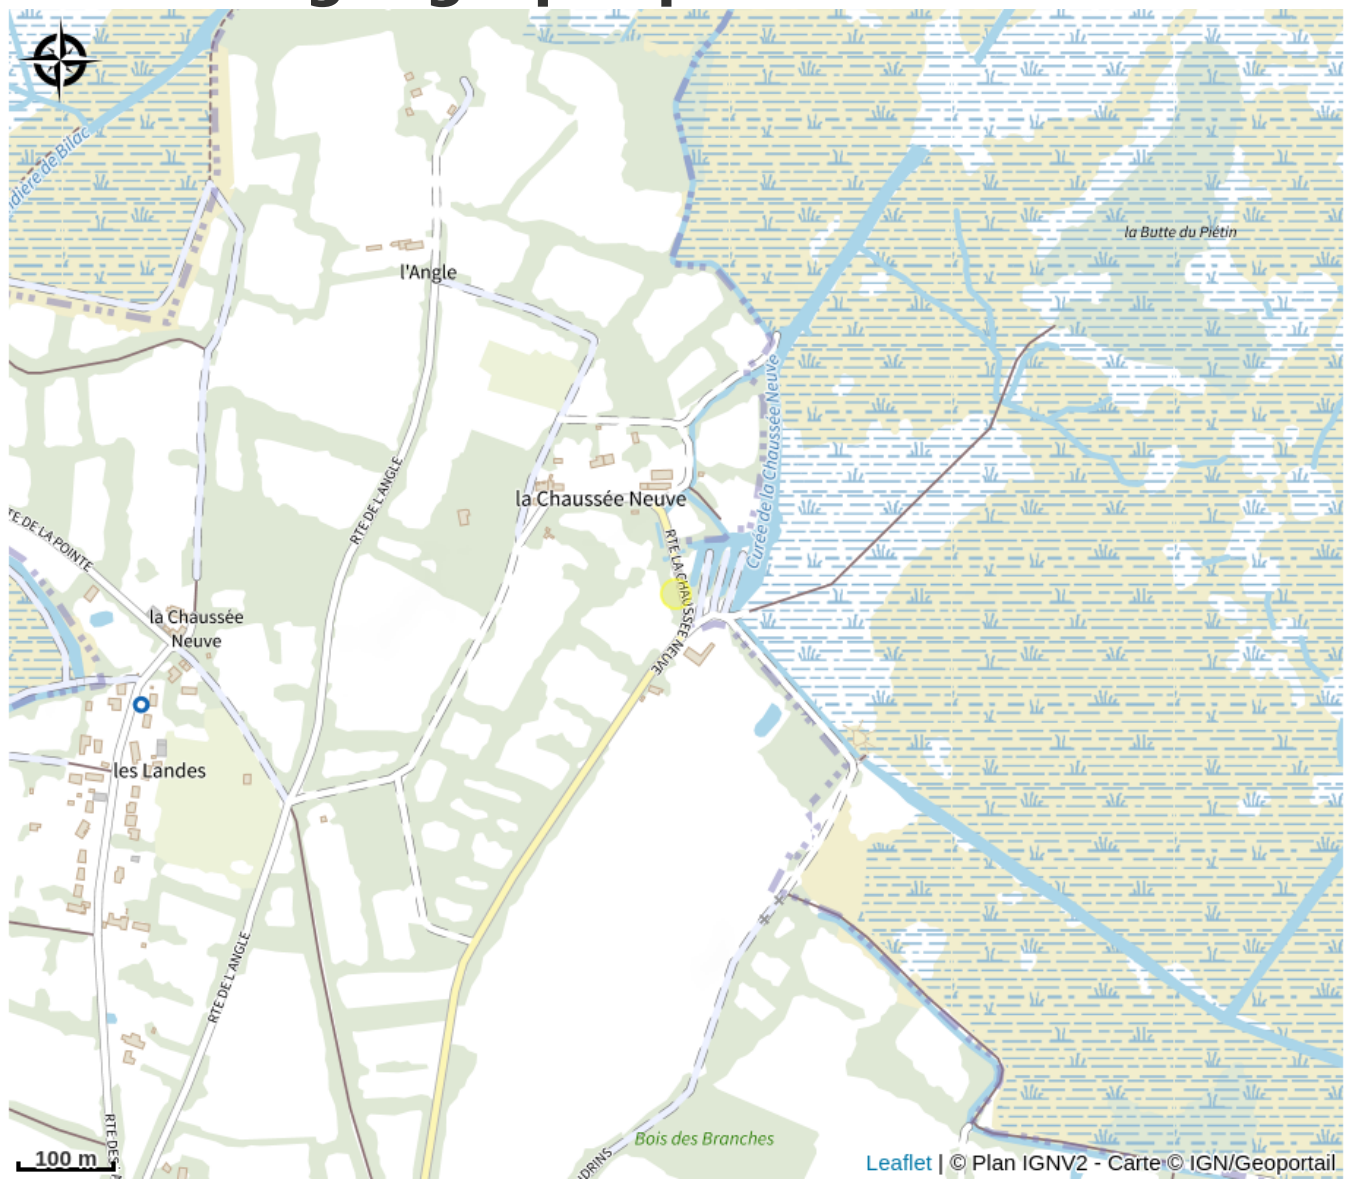 la Butte du Piétin
l'Angle
Curée de la Chaussée Neuve
RTE DE L'ANGLE
la Chaussée Neuve
RTE DE LA POINTE
RTE LA CHAUSSÉE NEUVE
la Chaussée
Neuve
les Landes
RTE DE L'ANGLE
Bois des Branches
100 m
Leaflet | © Plan IGNV2 - Carte © IGN/Geoportail